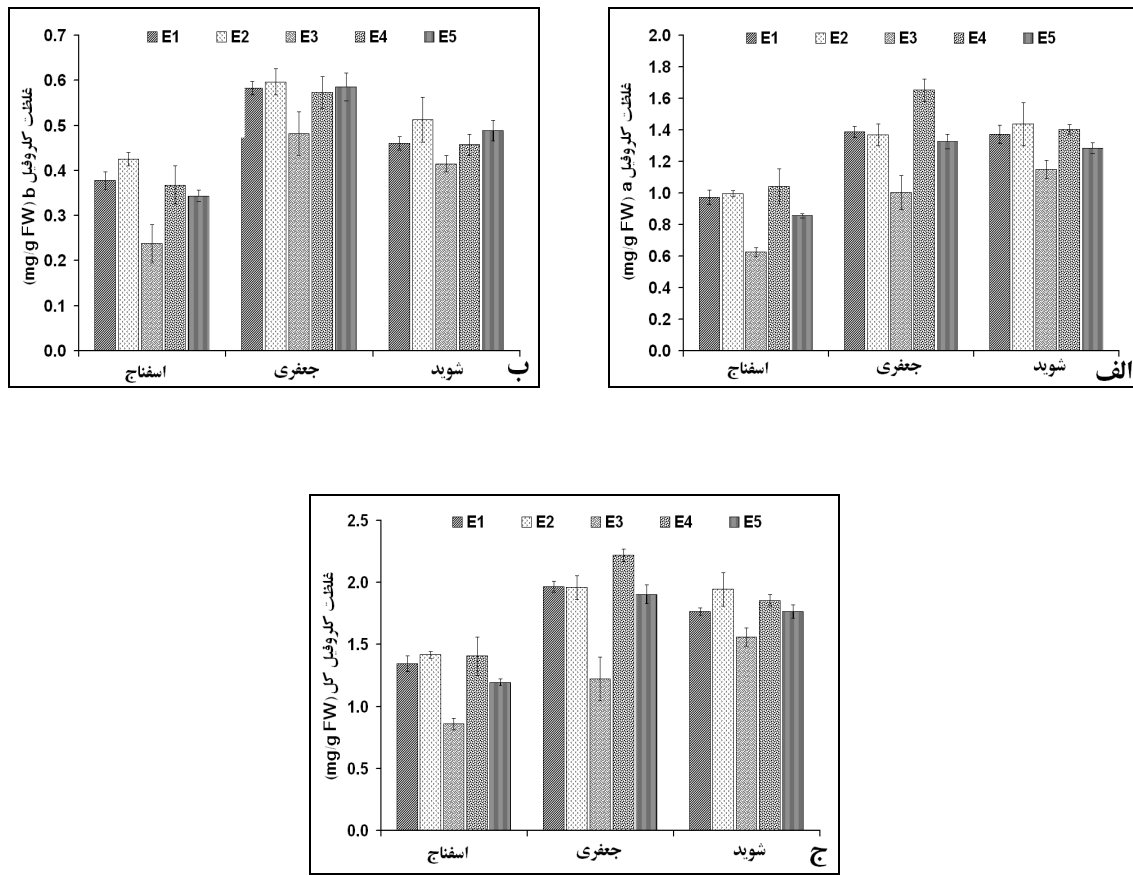 E1 E2 E3 E4 E5
غلظت کلروفیل a (mg/g FW)
2.0
1.8
1.6
1.4
1.2
1.0
0.8
0.6
0.4
0.2
0.0
اسفناج جعفری شوید
الف
E1 E2 E3 E4 E5
غلظت کلروفیل b (mg/g FW)
0.7
0.6
0.5
0.4
0.3
0.2
0.1
0.0
اسفناج جعفری شوید
ب
E1 E2 E3 E4 E5
غلظت کلروفیل کل (mg/g FW)
2.5
2.0
1.5
1.0
0.5
0.0
اسفناج جعفری شوید
ج